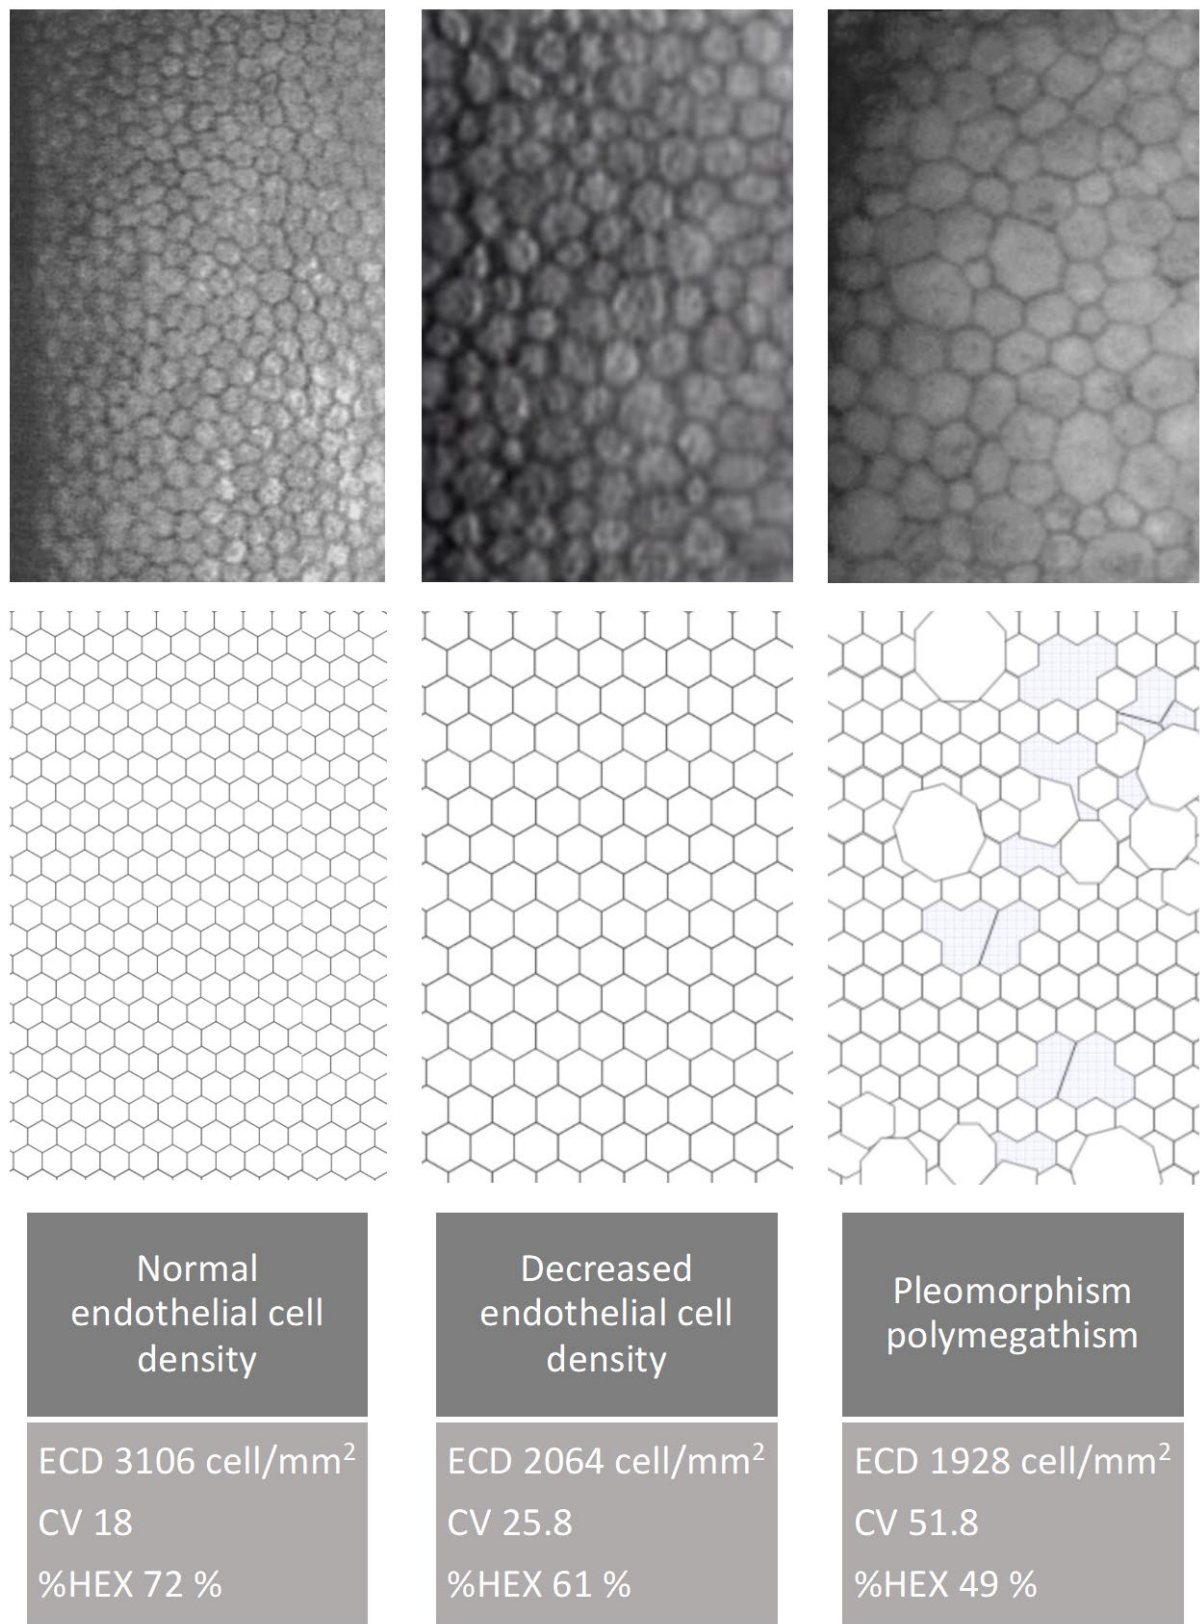 Normal
endothelial cell
density
Decreased
endothelial cell
density
Pleomorphism
polymegathism
ECD 3106 cell/mm²
CV 18
%HEX 72 %
ECD 2064 cell/mm²
CV 25.8
%HEX 61 %
ECD 1928 cell/mm²
CV 51.8
%HEX 49 %